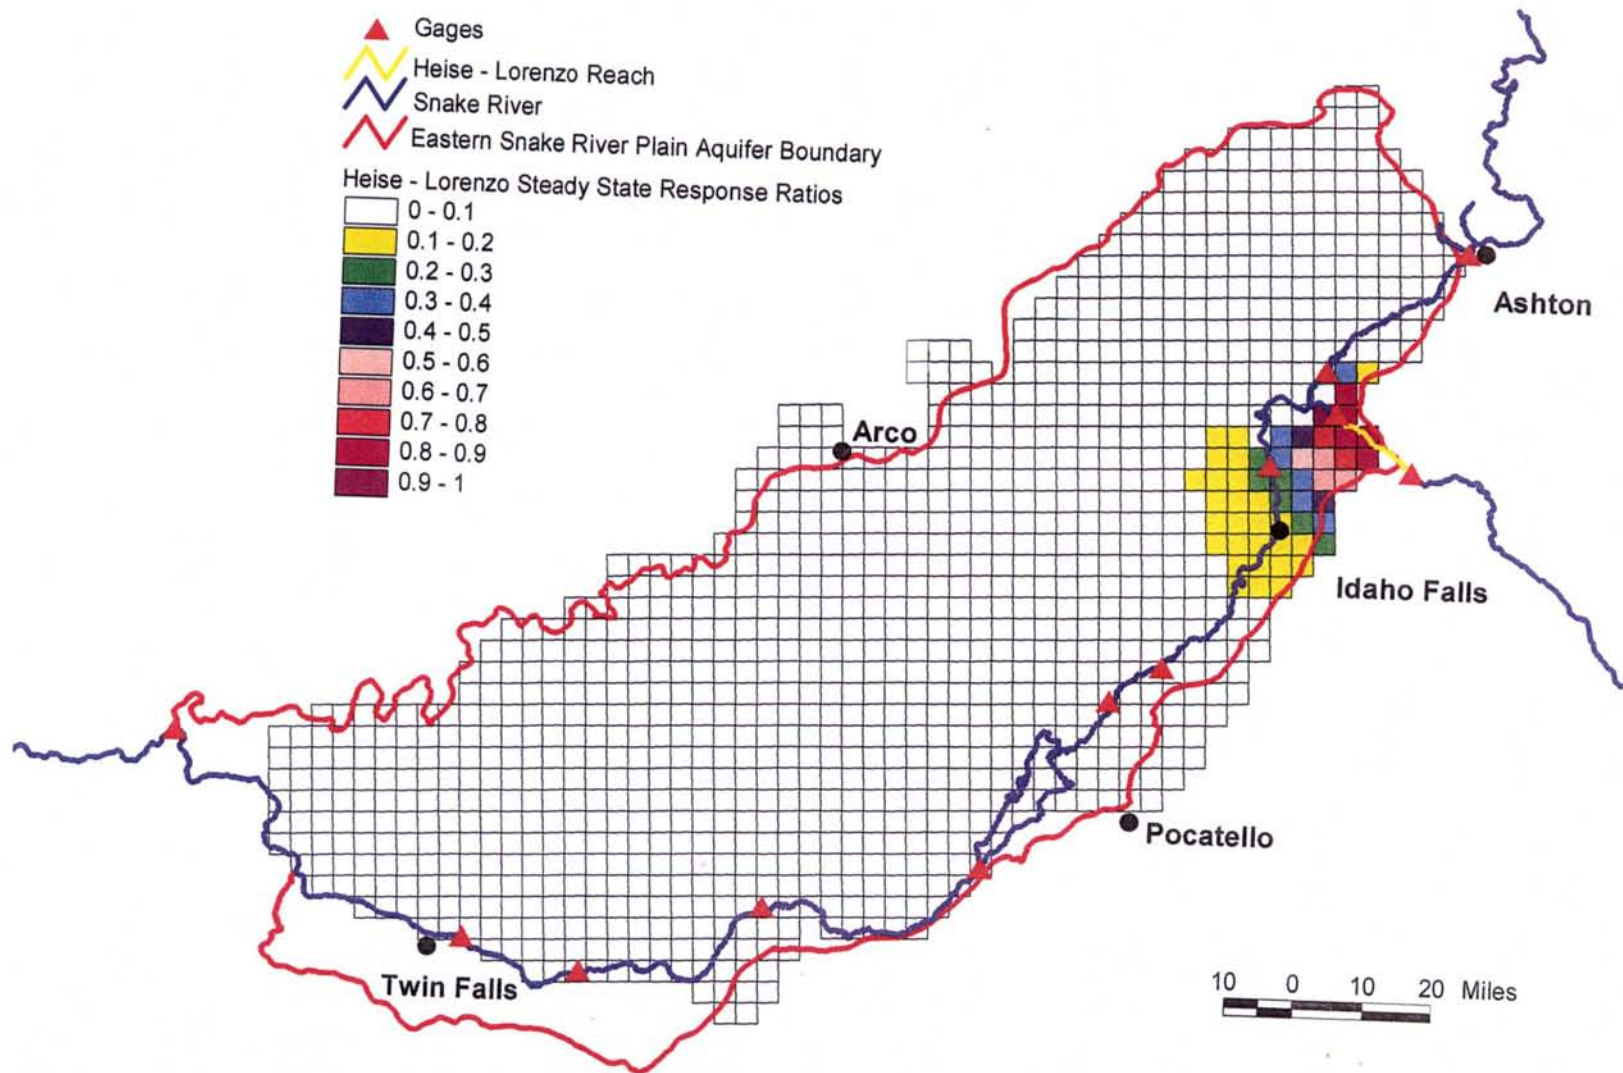 Gages
Heise - Lorenzo Reach
Snake River
Eastern Snake River Plain Aquifer Boundary
Heise - Lorenzo Steady State Response Ratios
0 - 0.1
0.1 - 0.2
0.2 - 0.3
0.3 - 0.4
0.4 - 0.5
0.5 - 0.6
0.6 - 0.7
0.7 - 0.8
0.8 - 0.9
0.9 - 1
Ashton
Arco
Idaho Falls
Pocatello
Twin Falls
10 0 10 20 Miles